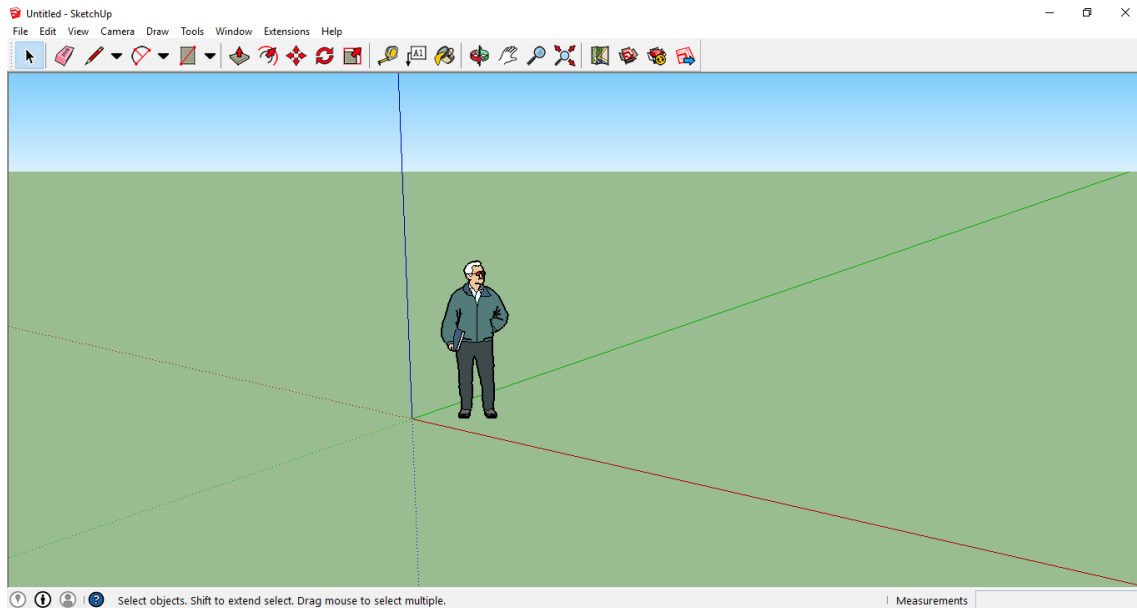 Untitled - SketchUp
File Edit View Camera Draw Tools Window Extensions Help
A1
Select objects. Shift to extend select. Drag mouse to select multiple.
Measurements